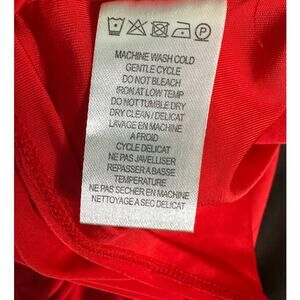 MACHINE WASH COLD
GENTLE CYCLE
DO NOT BLEACH
IRON AT LOW TEMP
DO NOT TUMBLE DRY
DRY CLEAN / DELICAT
LAVAGE EN MACHINE
A FROID
CYCLE DELICAT
NE PAS JAVELLISER
REPASSER A BASSE
TEMPERATURE
NE PAS SECHER EN MACHINE
NETTOYAGE A SEC DELICAT